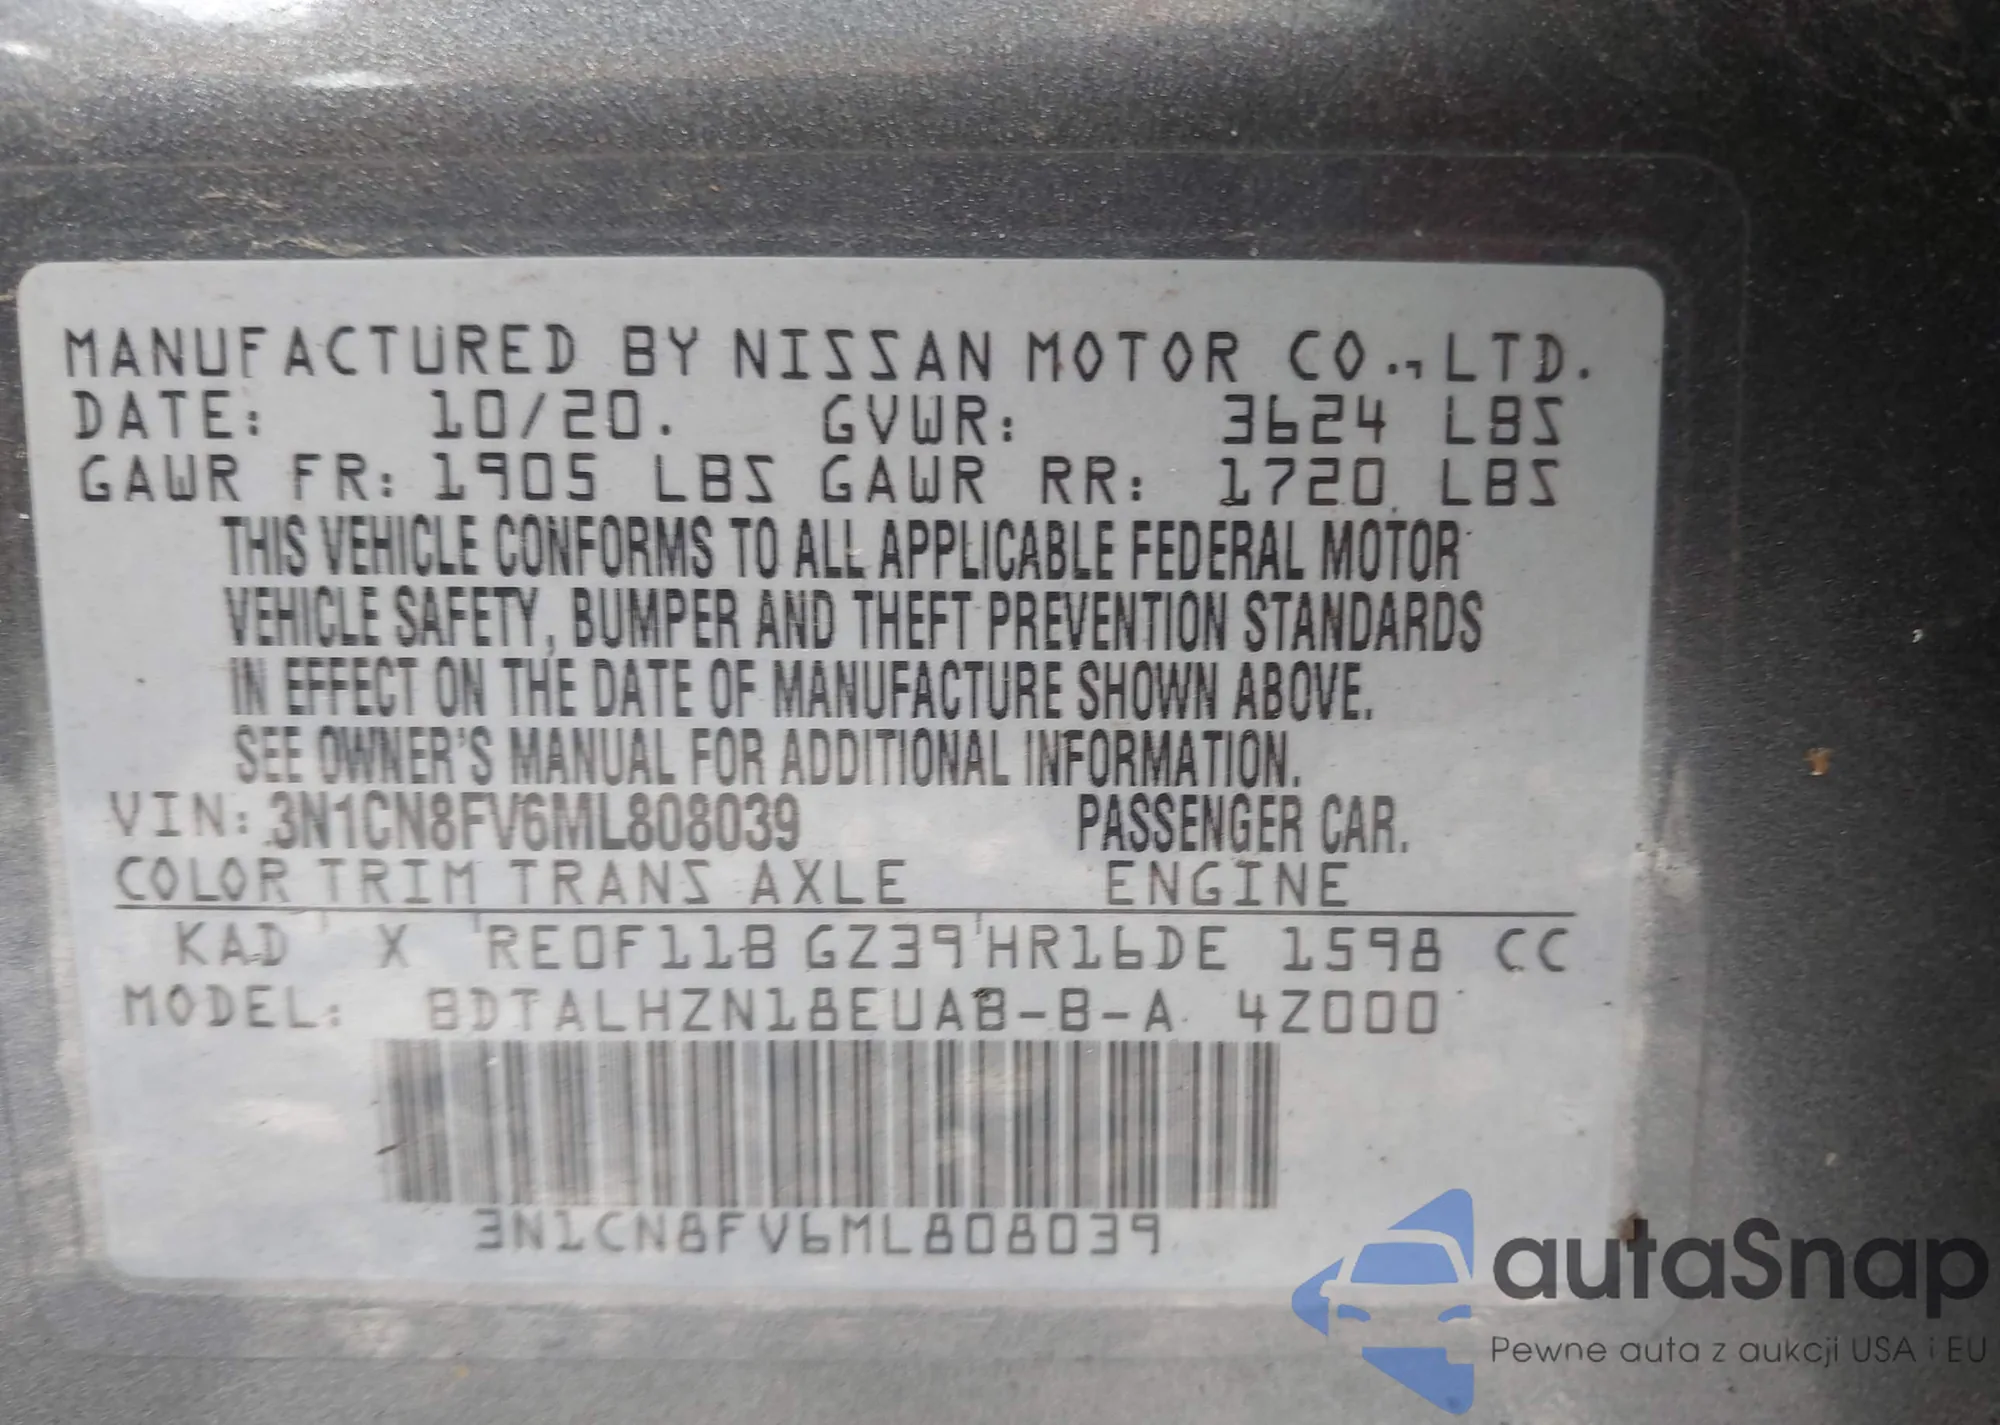 MANUFACTURED BY NISSAN MOTOR CO.,LTD.
DATE: 10/20. GVWR: 3624 LBS
GAWR FR: 1905 LBS GAWR RR: 1720 LBS
THIS VEHICLE CONFORMS TO ALL APPLICABLE FEDERAL MOTOR
VEHICLE SAFETY, BUMPER AND THEFT PREVENTION STANDARDS
IN EFFECT ON THE DATE OF MANUFACTURE SHOWN ABOVE.
SEE OWNER'S MANUAL FOR ADDITIONAL INFORMATION.
VIN: 3N1CN8FV6ML808039 PASSENGER CAR.
COLOR TRIM TRANS AXLE ENGINE
KAD X RE0F11B GZ39 HR16DE 1598 CC
MODEL: BDTALHZN18EUAB-B-A 4Z000
3N1CN8FV6ML808039
autaSnap
Pewne auta z aukcji USA i EU